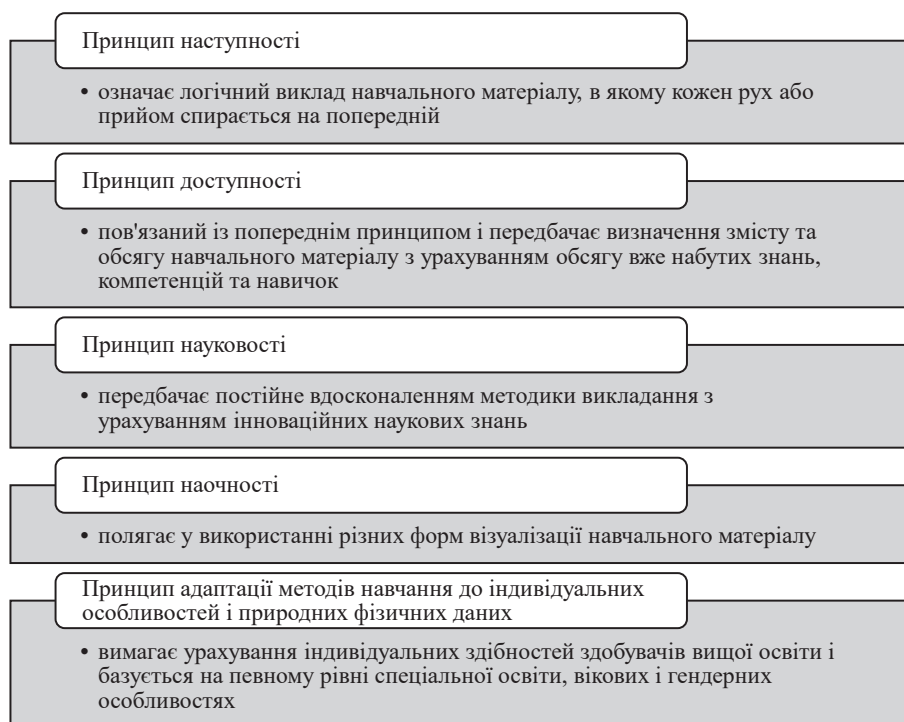 Принцип наступності
• означає логічний виклад навчального матеріалу, в якому кожен рух або
прийом спирається на попередній
Принцип доступності
• пов'язаний із попереднім принципом і передбачає визначення змісту та
обсягу навчального матеріалу з урахуванням обсягу вже набутих знань,
компетенцій та навичок
Принцип науковості
• передбачає постійне вдосконаленням методики викладання з
урахуванням інноваційних наукових знань
Принцип наочності
• полягає у використанні різних форм візуалізації навчального матеріалу
Принцип адаптації методів навчання до індивідуальних
особливостей і природних фізичних даних
• вимагає урахування індивідуальних здібностей здобувачів вищої освіти і
базується на певному рівні спеціальної освіти, вікових і гендерних
особливостях